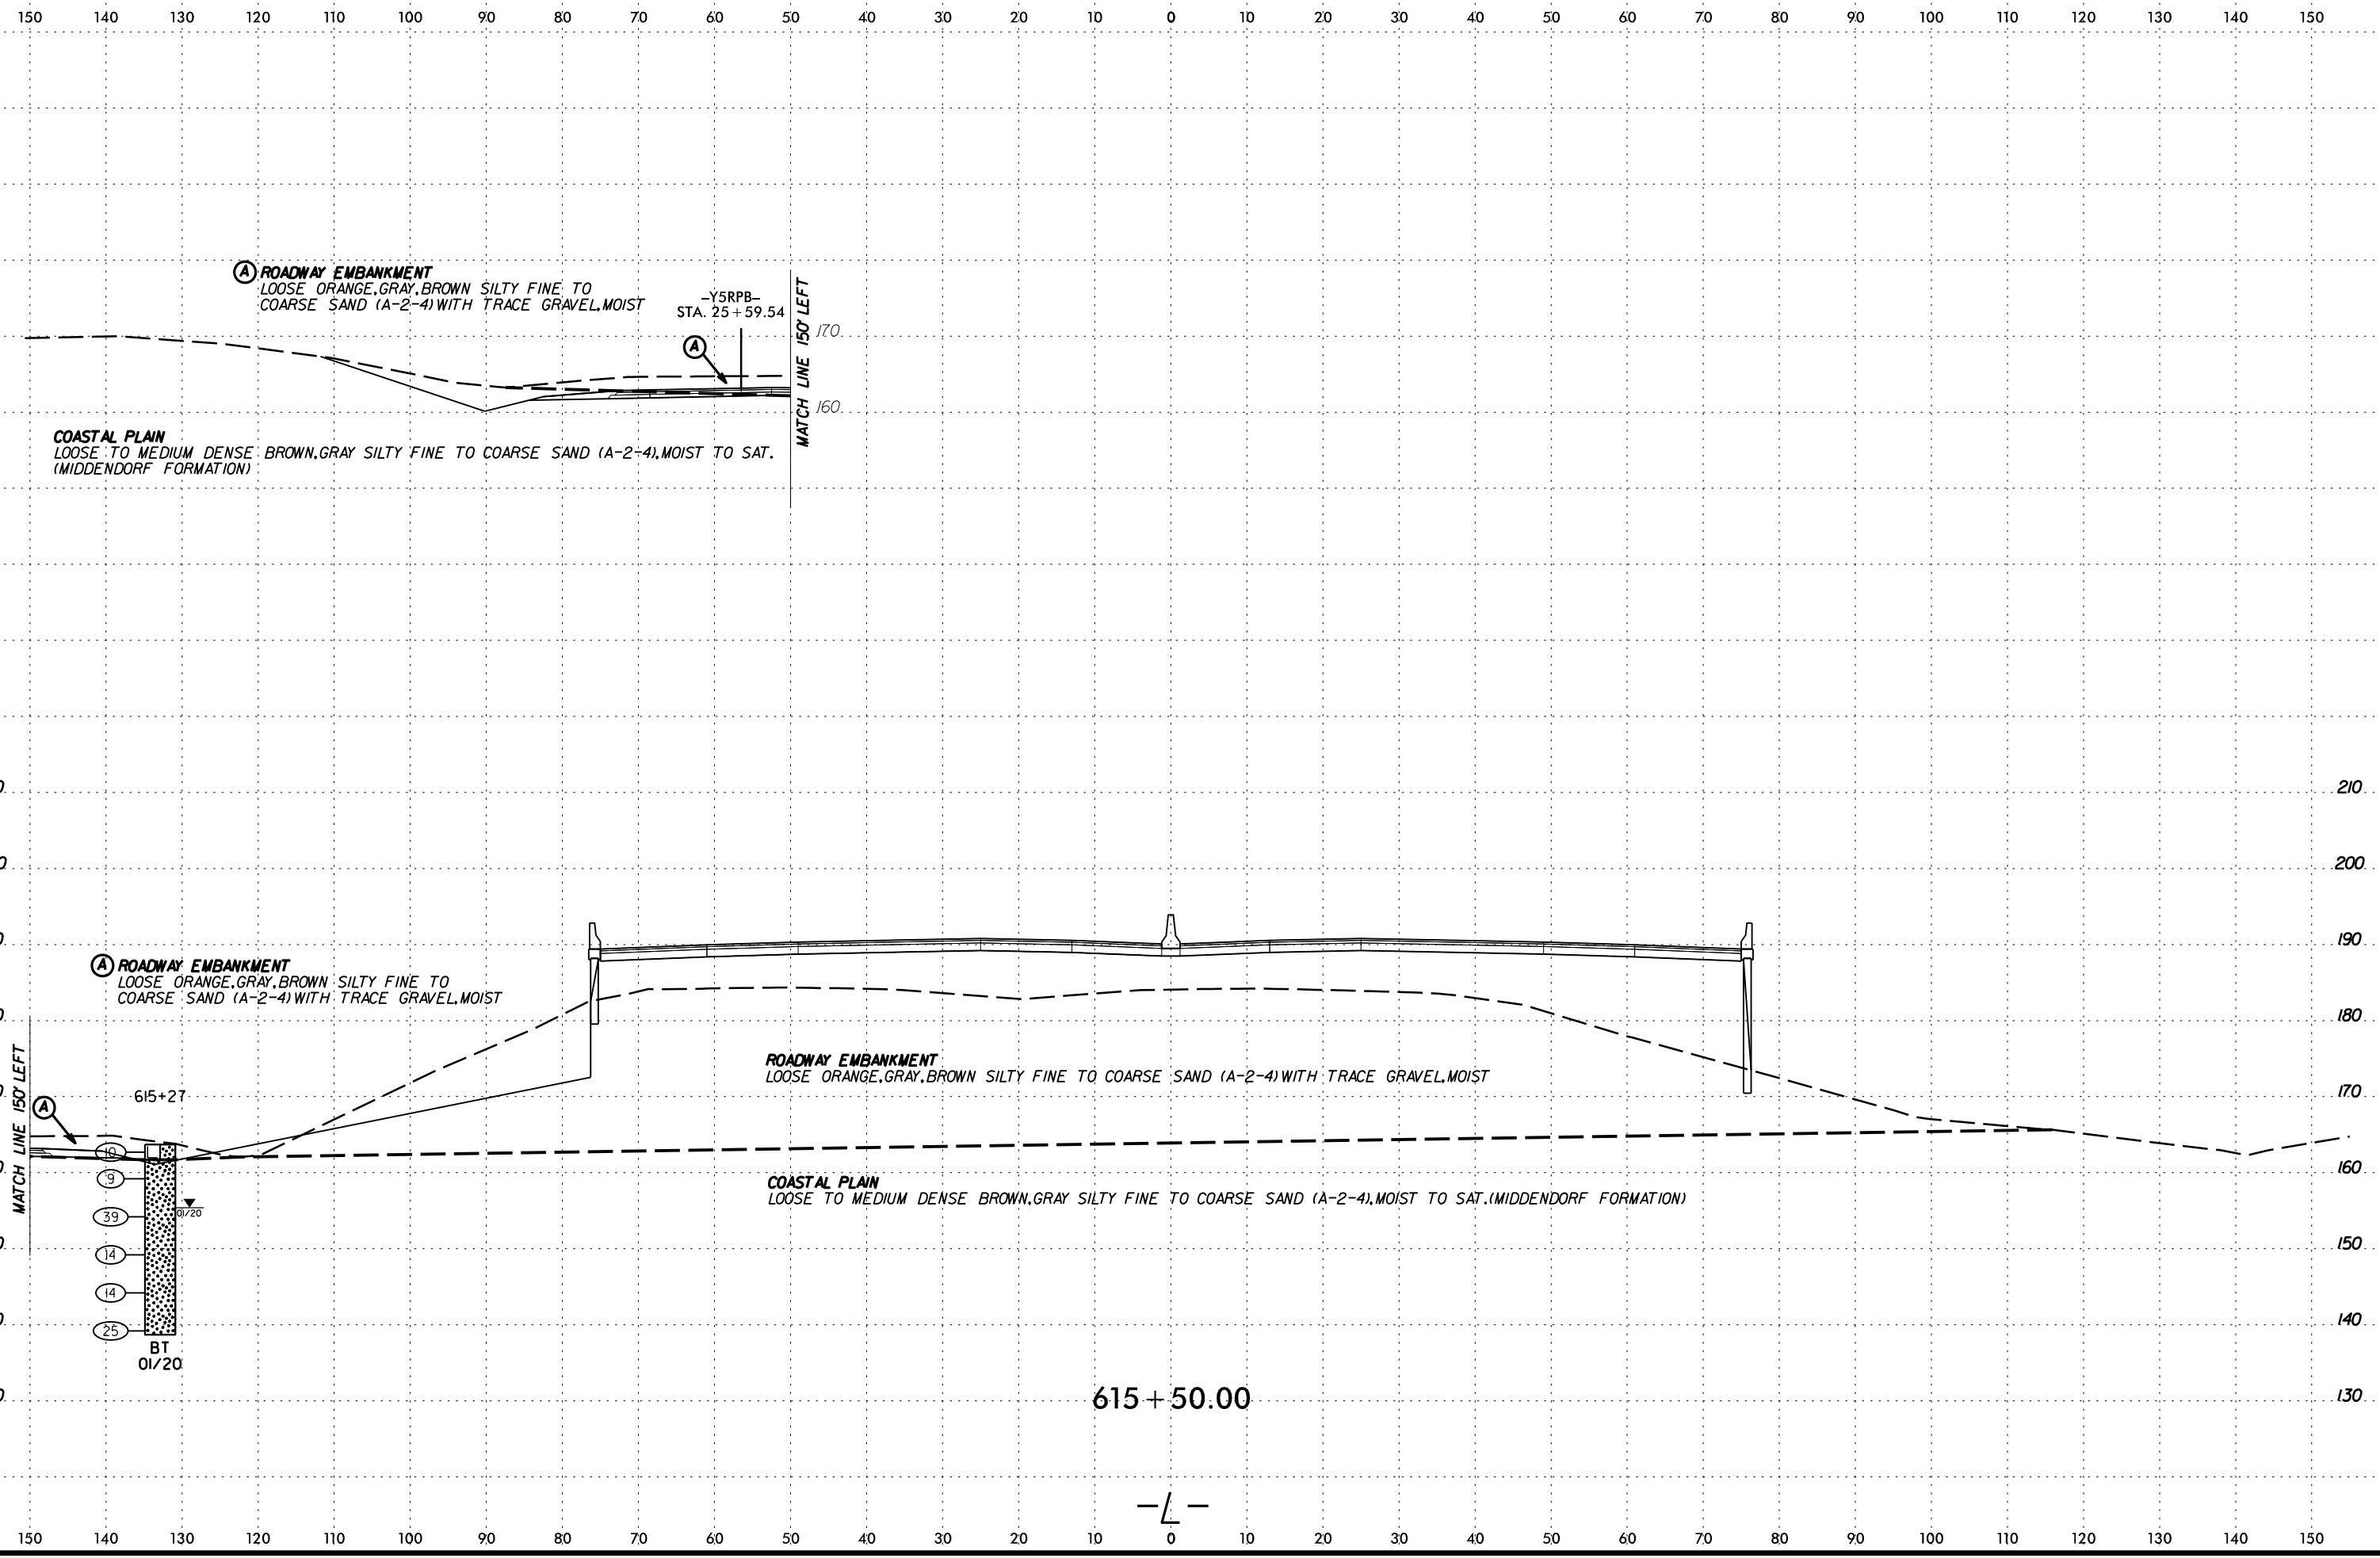 150 140 130 120 110 100 90 80 70 60 50 40 30 20 10 0 10 20 30 40 50 60 70 80 90 100 110 120 130 140 150
A ROADWAY EMBANKMENT
LOOSE ORANGE,GRAY,BROWN SILTY FINE TO
COARSE SAND (A-2-4) WITH TRACE GRAVEL,MOIST
-Y5RPB-
STA. 25+59.54
A
MATCH LINE 150' LEFT
170
160
COASTAL PLAIN
LOOSE TO MEDIUM DENSE BROWN,GRAY SILTY FINE TO COARSE SAND (A-2-4),MOIST TO SAT.
(MIDDENDORF FORMATION)
210
200
190
A ROADWAY EMBANKMENT
LOOSE ORANGE,GRAY,BROWN SILTY FINE TO
COARSE SAND (A-2-4) WITH TRACE GRAVEL,MOIST
180
ROADWAY EMBANKMENT
LOOSE ORANGE,GRAY,BROWN SILTY FINE TO COARSE SAND (A-2-4) WITH TRACE GRAVEL,MOIST
170
MATCH LINE 150' LEFT
A
615+27
160
COASTAL PLAIN
LOOSE TO MEDIUM DENSE BROWN,GRAY SILTY FINE TO COARSE SAND (A-2-4),MOIST TO SAT.(MIDDENDORF FORMATION)
10
9
39
01/20
14
150
14
25
140
BT
01/20
130
615+50.00
-L-
150 140 130 120 110 100 90 80 70 60 50 40 30 20 10 0 10 20 30 40 50 60 70 80 90 100 110 120 130 140 150